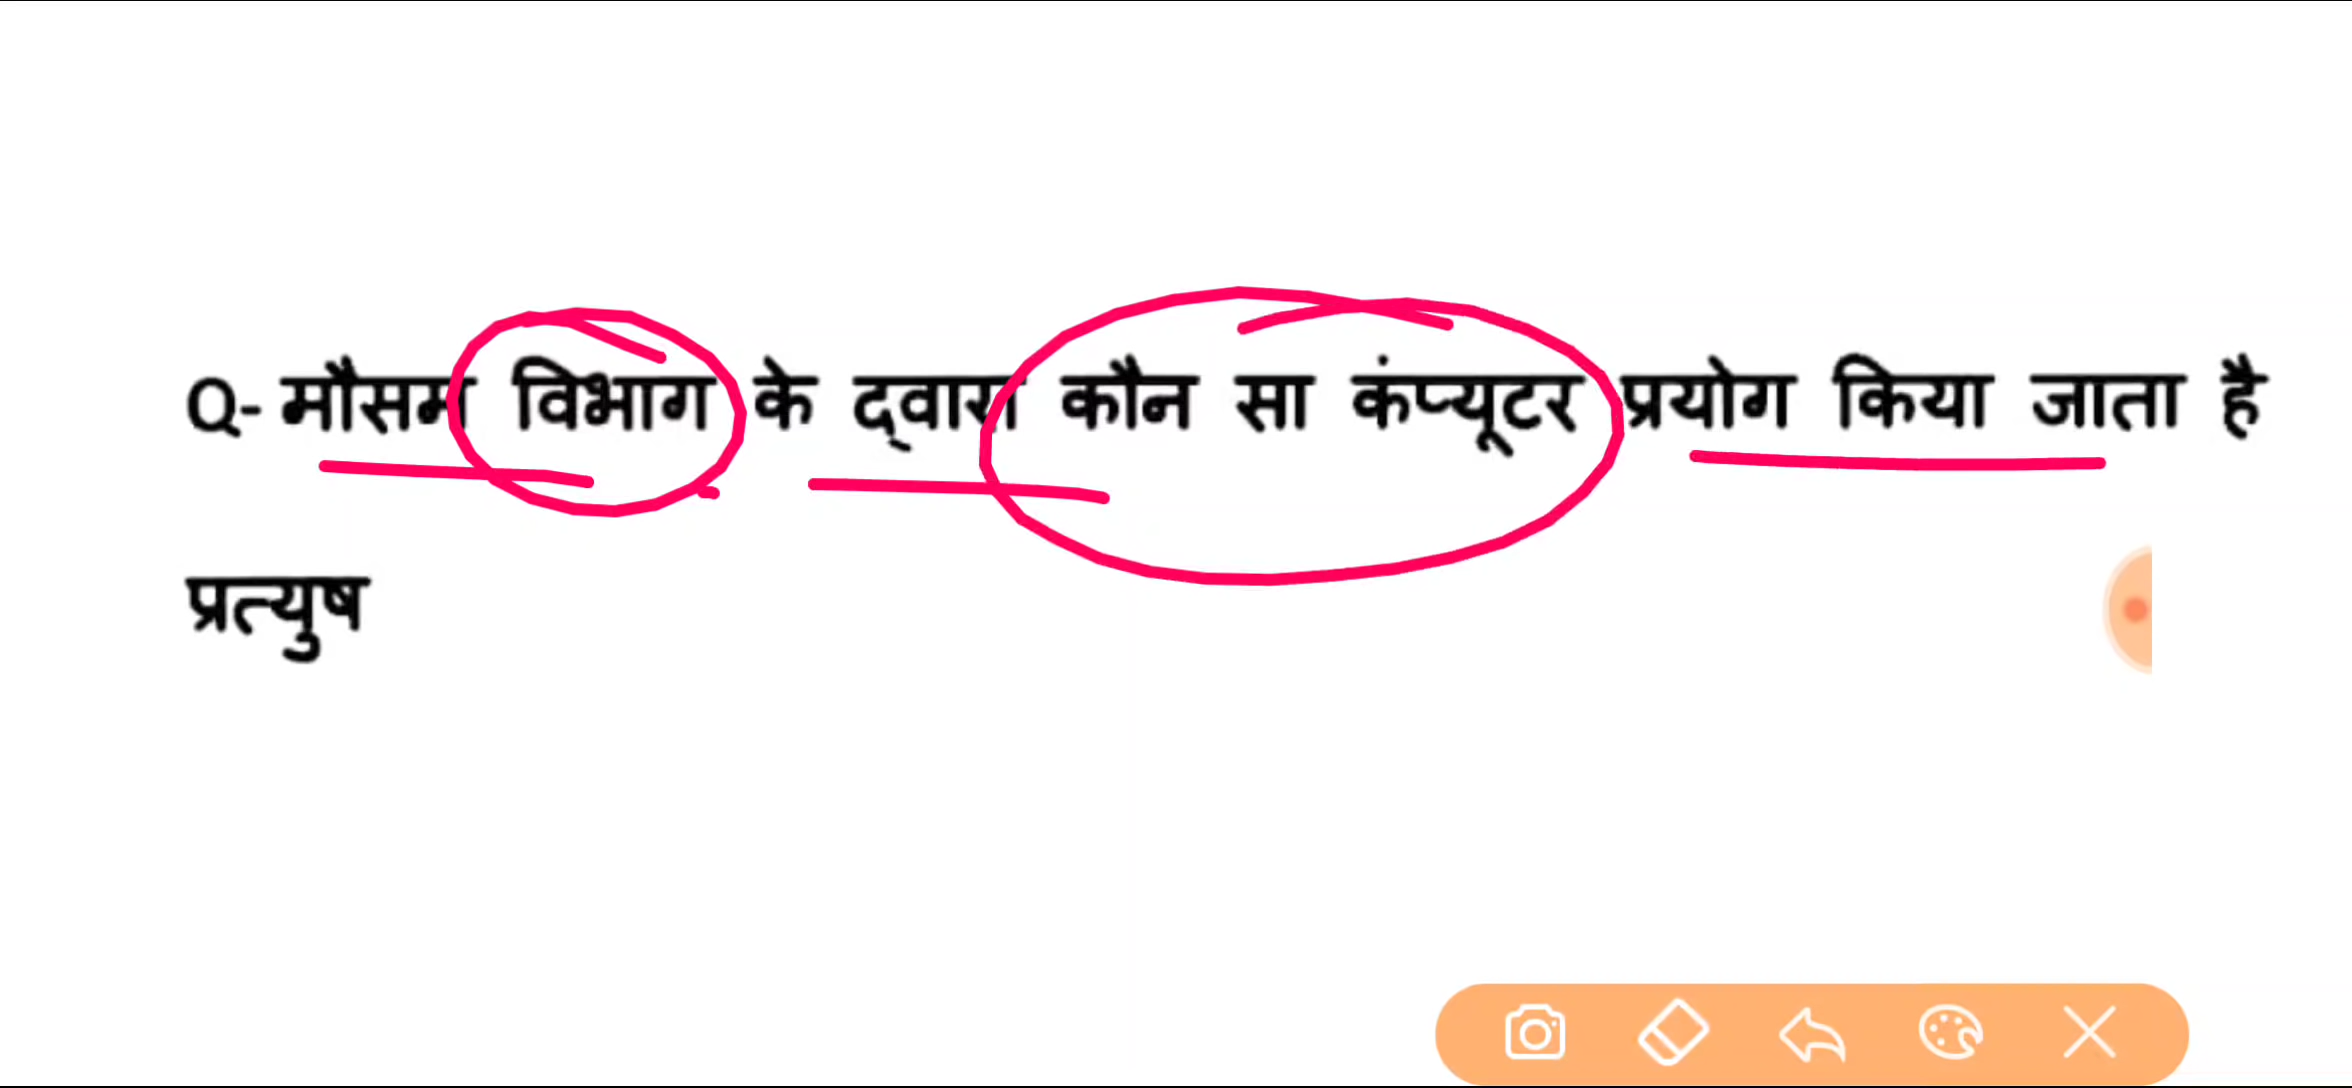 Q- मौसम विभाग के द्वारा कौन सा कंप्यूटर प्रयोग किया जाता है
प्रत्युष